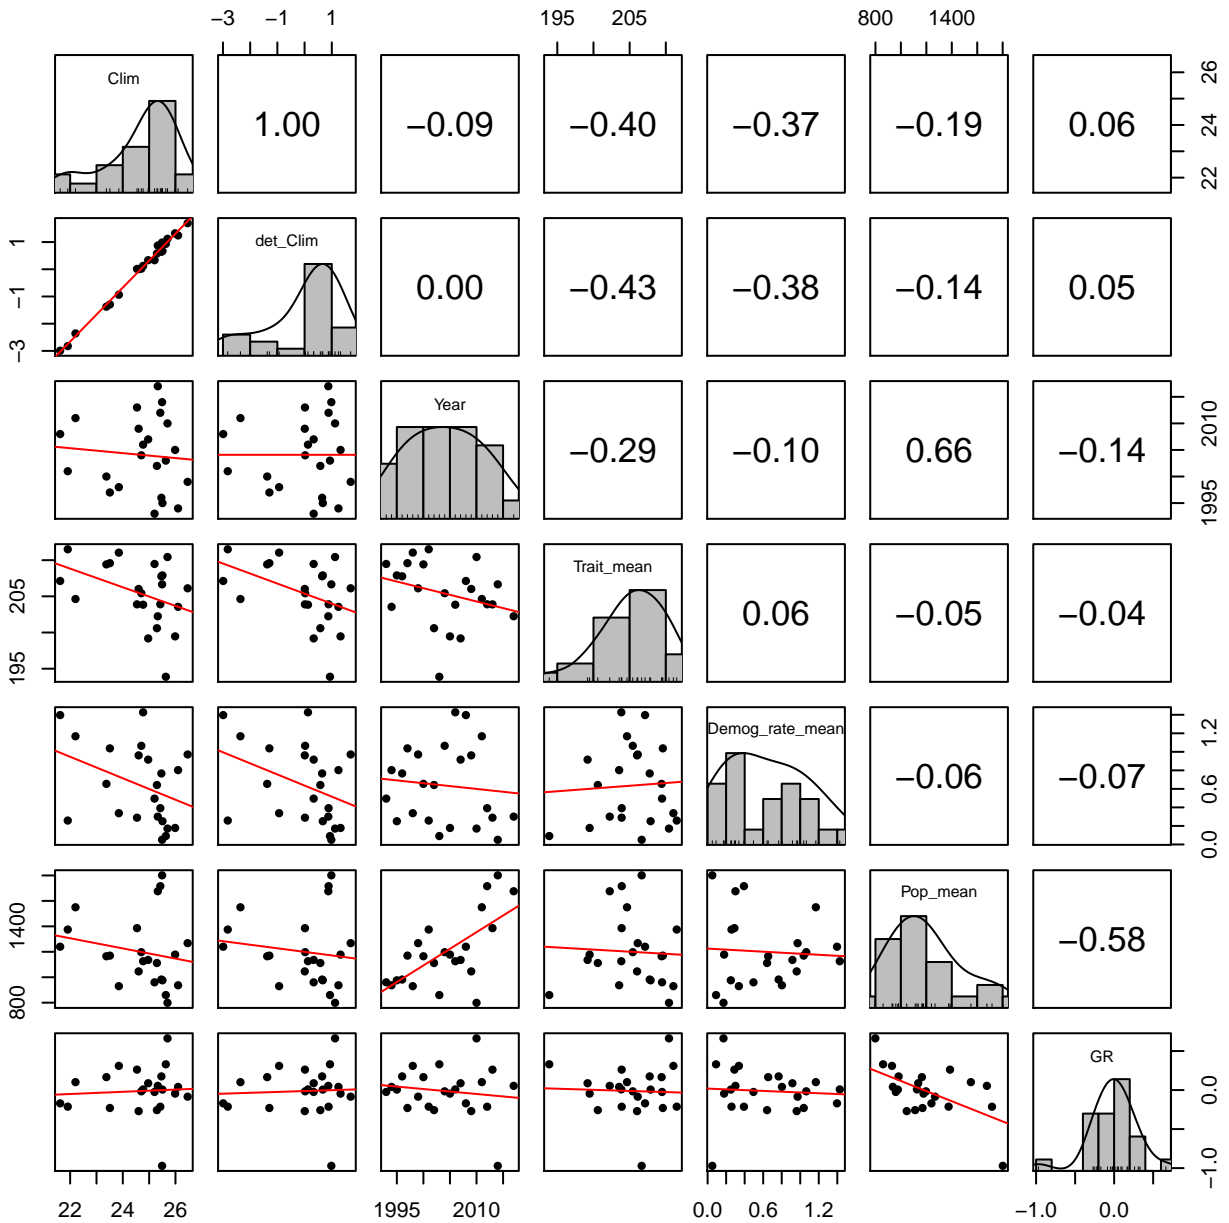 −3 −1 1 195 205 800 1400
Clim 1.00 −0.09 −0.40 −0.37 −0.19 0.06 22 24 26
−3 −1 1 det_Clim 0.00 −0.43 −0.38 −0.14 0.05
Year −0.29 −0.10 0.66 −0.14 1995 2010
195 205 Trait_mean 0.06 −0.05 −0.04
Demog_rate_mean −0.06 −0.07 0.0 0.6 1.2
800 1400 Pop_mean −0.58
GR −1.0 0.0
22 24 26 1995 2010 0.0 0.6 1.2 −1.0 0.0